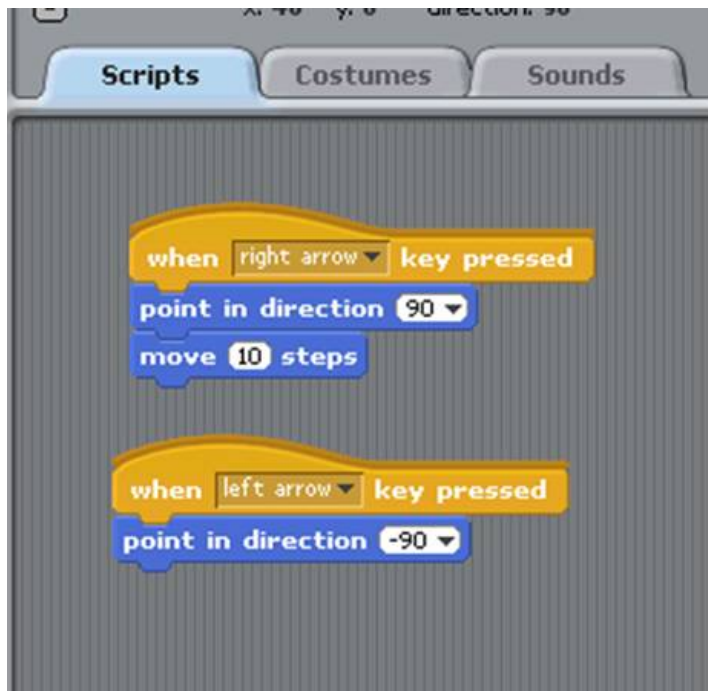 Scripts Costumes Sounds
when right arrow key pressed
point in direction 90
move 10 steps
when left arrow key pressed
point in direction -90